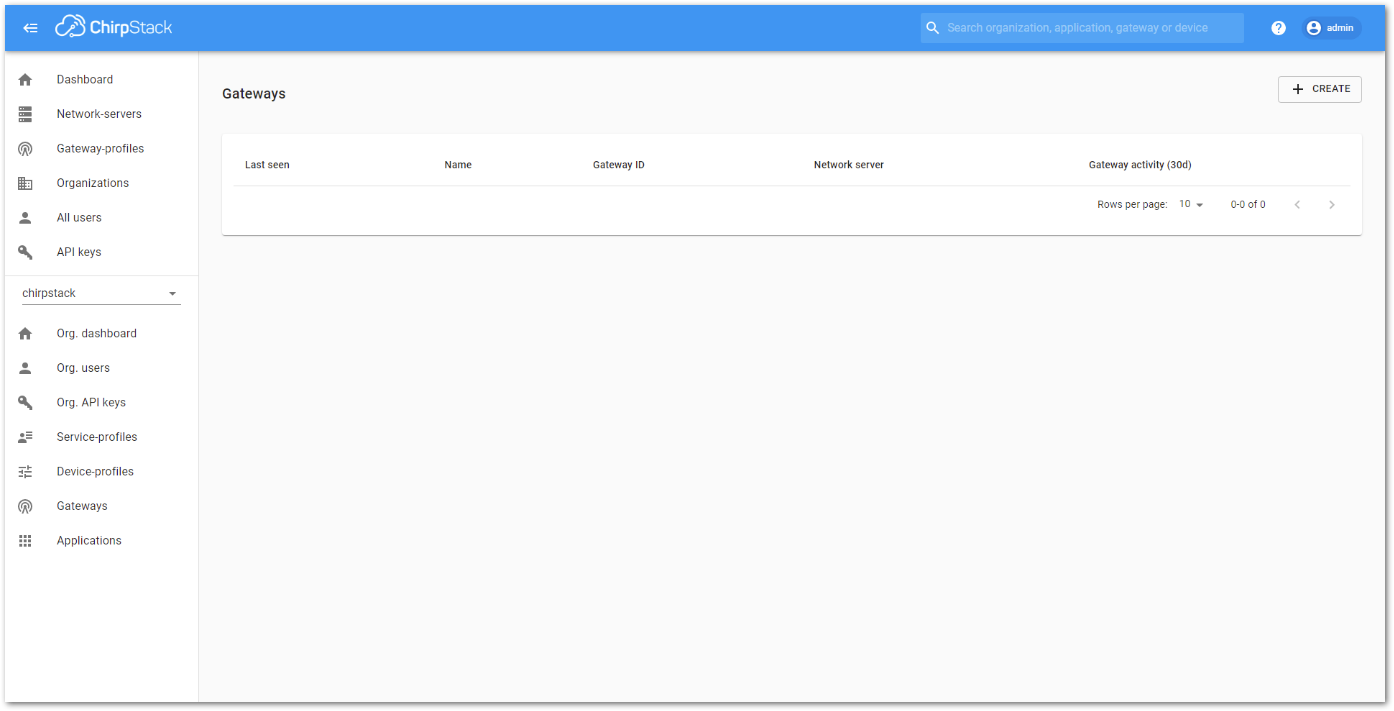 ChirpStack
Search organization, application, gateway or device
? admin
Dashboard
Network-servers
Gateway-profiles
Organizations
All users
API keys
chirpstack
Org. dashboard
Org. users
Org. API keys
Service-profiles
Device-profiles
Gateways
Applications
Gateways
+ CREATE
Last seen Name Gateway ID Network server Gateway activity (30d)
Rows per page: 10 0-0 of 0 < >